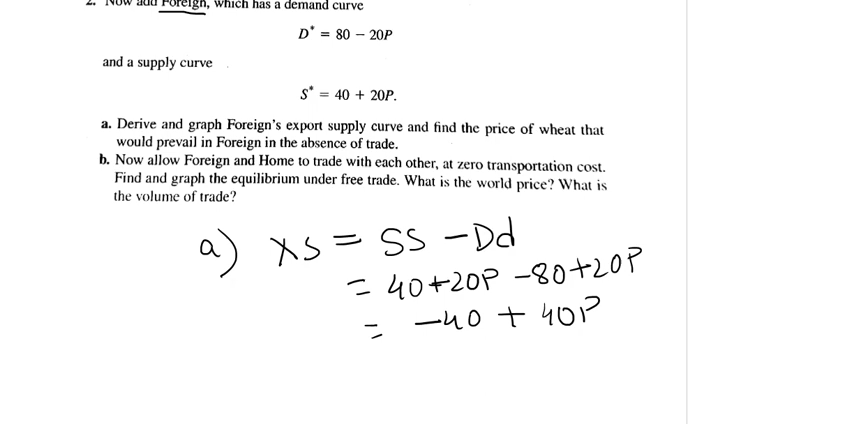 2. Now add Foreign, which has a demand curve
D* = 80 − 20P
and a supply curve
S* = 40 + 20P.
a. Derive and graph Foreign's export supply curve and find the price of wheat that
would prevail in Foreign in the absence of trade.
b. Now allow Foreign and Home to trade with each other, at zero transportation cost.
Find and graph the equilibrium under free trade. What is the world price? What is
the volume of trade?
a) XS = SS − Dd
= 40+20P −80+20P
= −40 + 40P